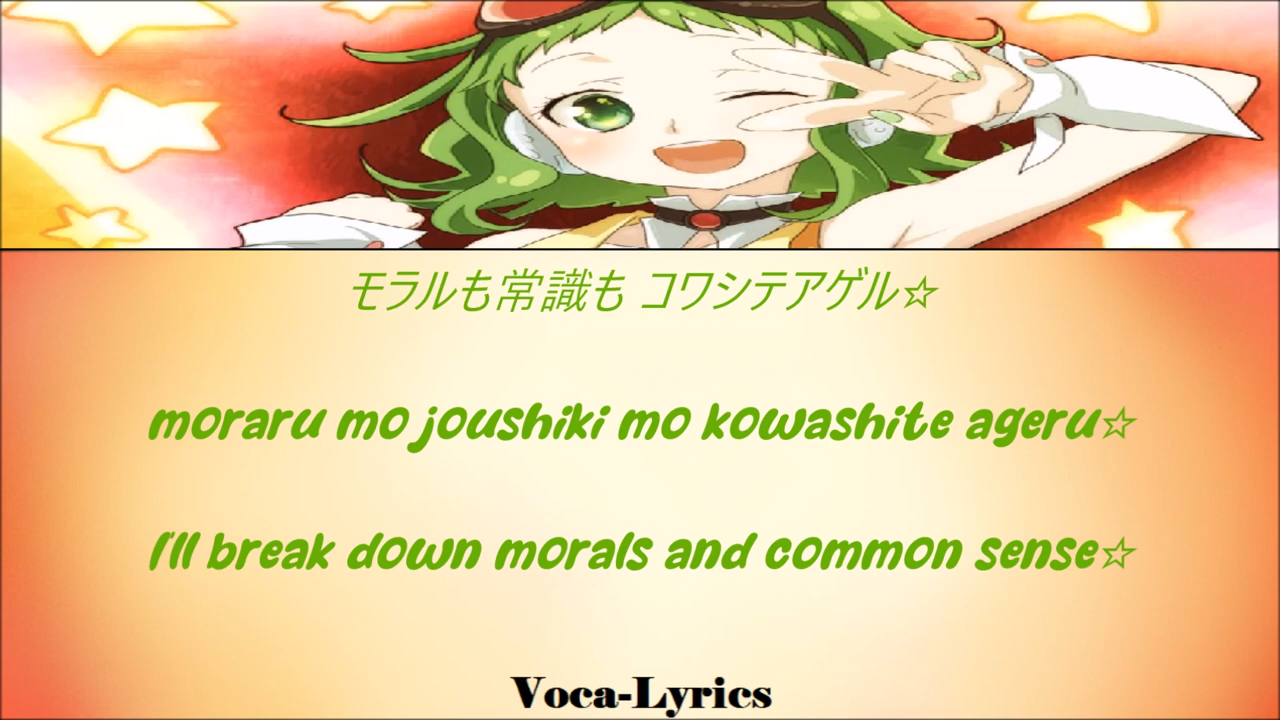 モラルも常識も コワシテアゲル☆
moraru mo joushiki mo kowashite ageru☆
I'll break down morals and common sense☆
Voca-Lyrics